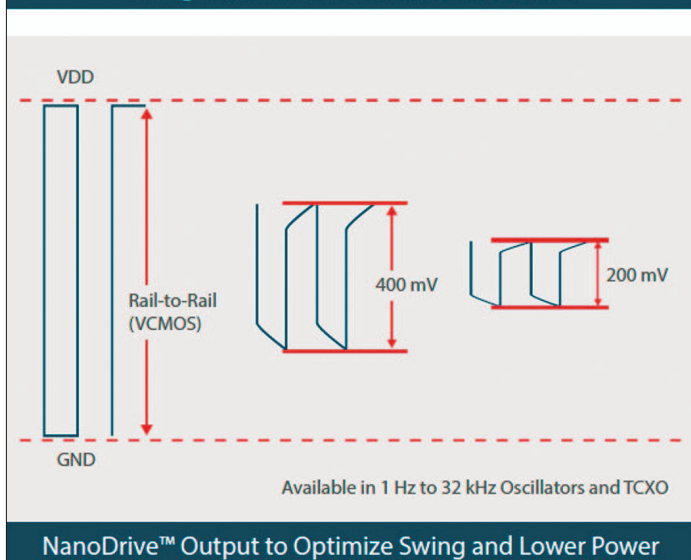 VDD
Rail-to-Rail
(VCMOS)
400 mV
200 mV
GND
Available in 1 Hz to 32 kHz Oscillators and TCXO
NanoDrive™ Output to Optimize Swing and Lower Power